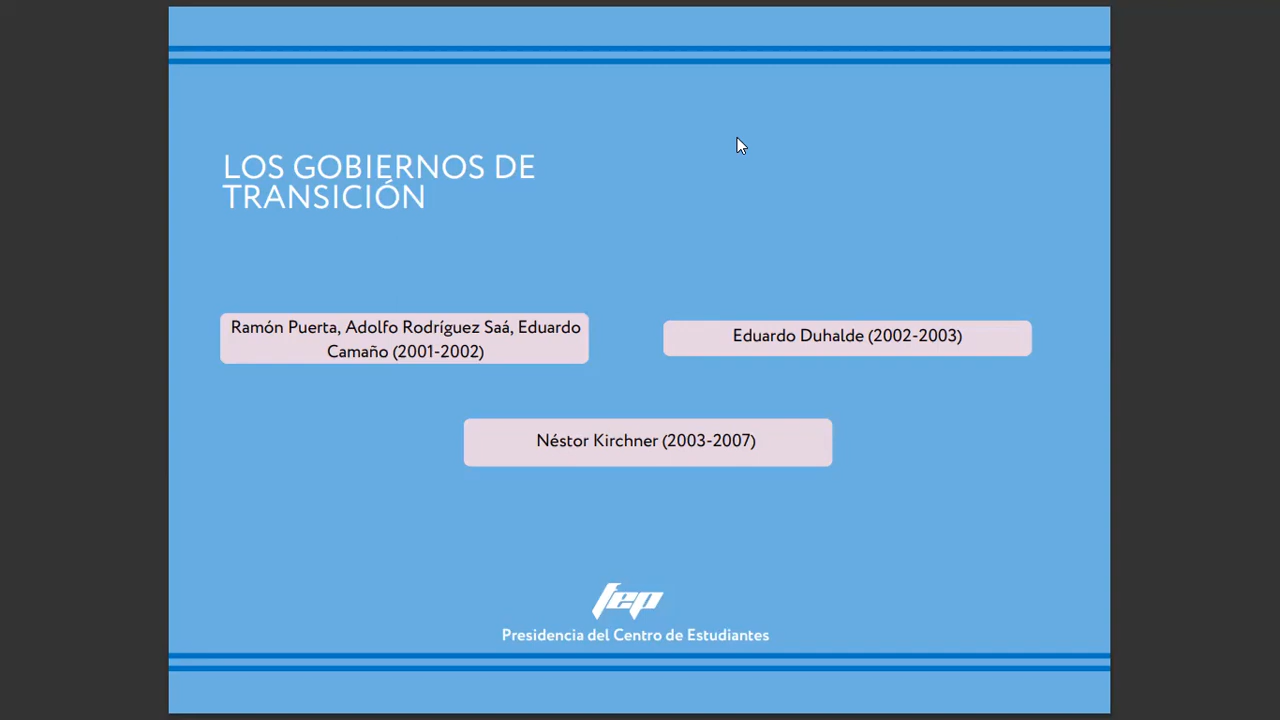 LOS GOBIERNOS DE
TRANSICIÓN
Ramón Puerta, Adolfo Rodríguez Saá, Eduardo
Camaño (2001-2002)
Eduardo Duhalde (2002-2003)
Néstor Kirchner (2003-2007)
fep
Presidencia del Centro de Estudiantes